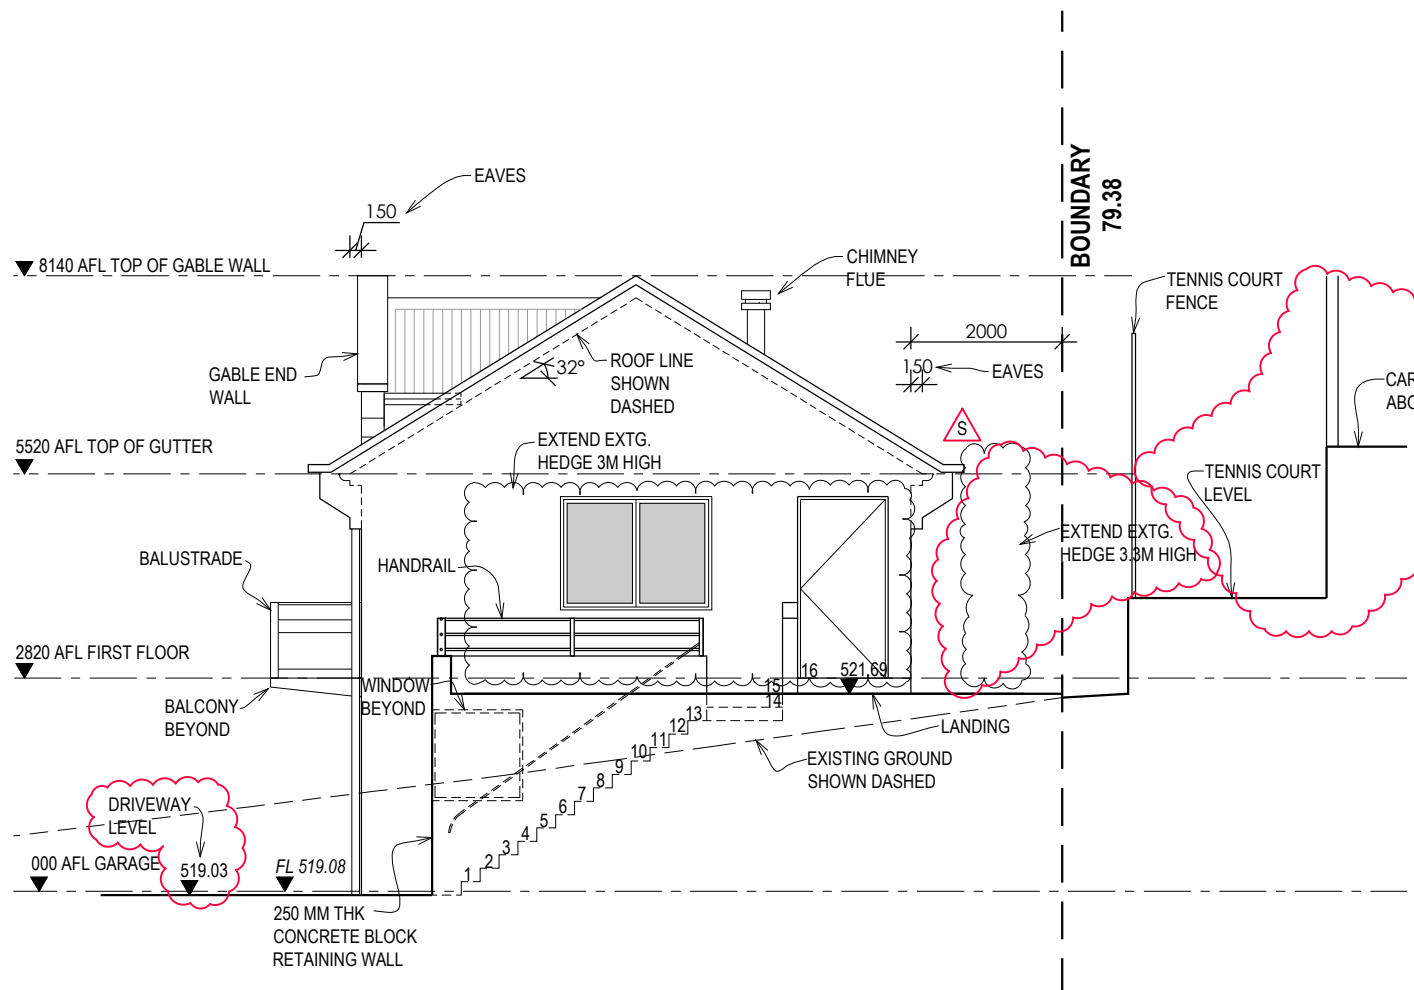 EAVES
150
BOUNDARY
79.38
8140 AFL TOP OF GABLE WALL
CHIMNEY
FLUE
TENNIS COURT
FENCE
2000
GABLE END
WALL
32°
ROOF LINE
SHOWN
DASHED
150
EAVES
CAR
ABO
S
5520 AFL TOP OF GUTTER
EXTEND EXTG.
HEDGE 3M HIGH
TENNIS COURT
LEVEL
EXTEND EXTG.
HEDGE 3.3M HIGH
BALUSTRADE
HANDRAIL
2820 AFL FIRST FLOOR
WINDOW
BEYOND
16
521.69
15
14
13
12
11
10
9
8
7
6
5
4
3
2
1
BALCONY
BEYOND
LANDING
EXISTING GROUND
SHOWN DASHED
DRIVEWAY
LEVEL
000 AFL GARAGE
519.03
FL 519.08
250 MM THK
CONCRETE BLOCK
RETAINING WALL